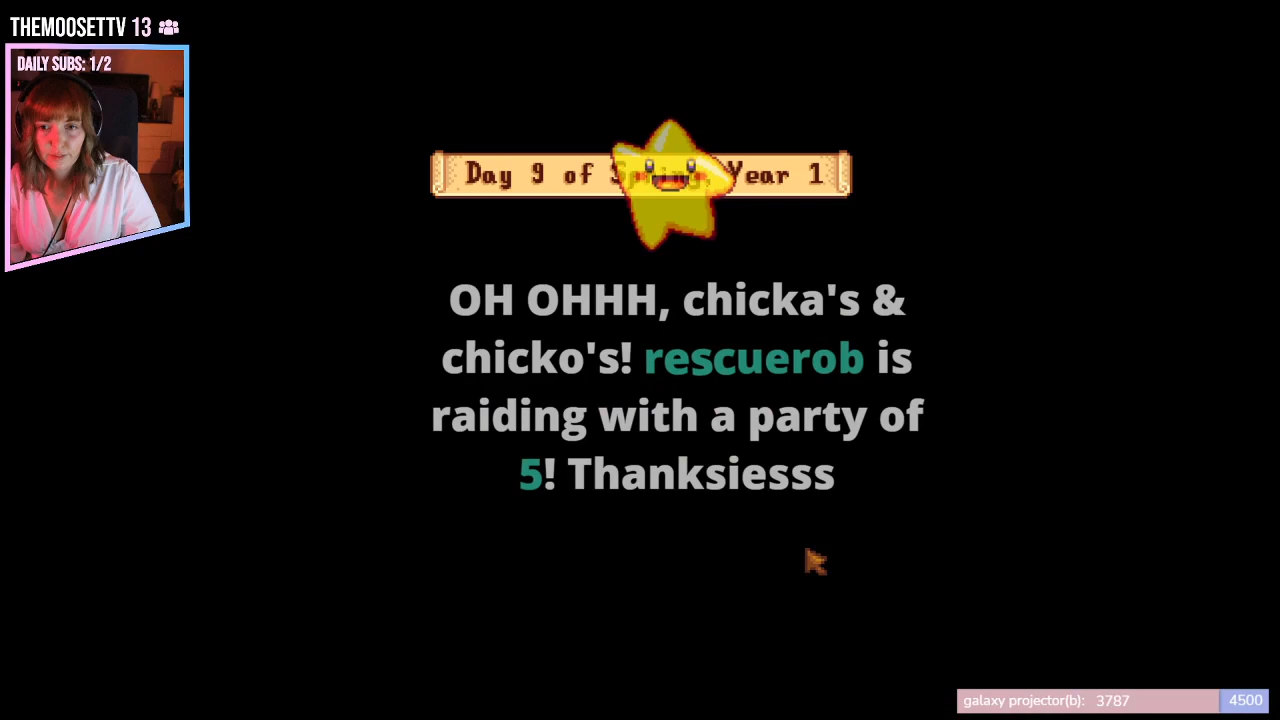 THEMOOSETTV 13
DAILY SUBS: 1/2
Day 9 of Spring, Year 1
OH OHHH, chicka's &
chicko's! rescuerob is
raiding with a party of
5! Thanksiesss
galaxy projector(b): 3787 4500